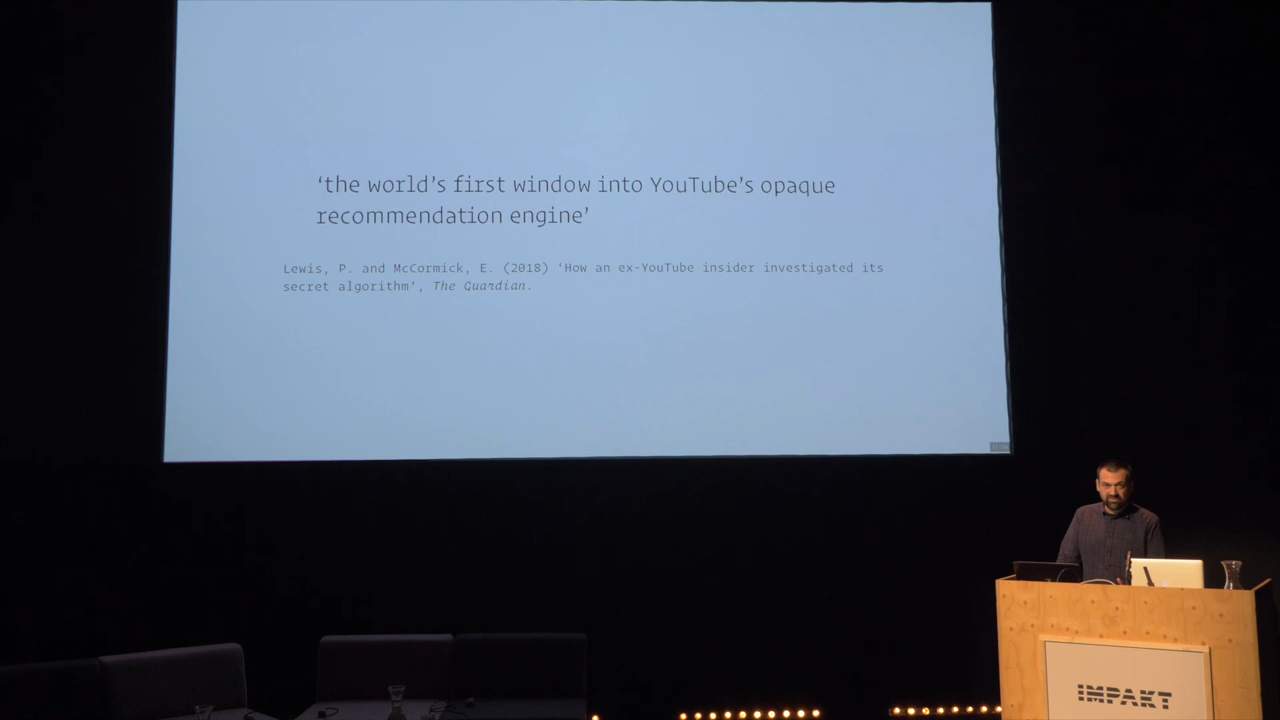 ‘the world’s first window into YouTube’s opaque
recommendation engine’
Lewis, P. and McCormick, E. (2018) ‘How an ex-YouTube insider investigated its
secret algorithm’, The Guardian.
IMPAKT